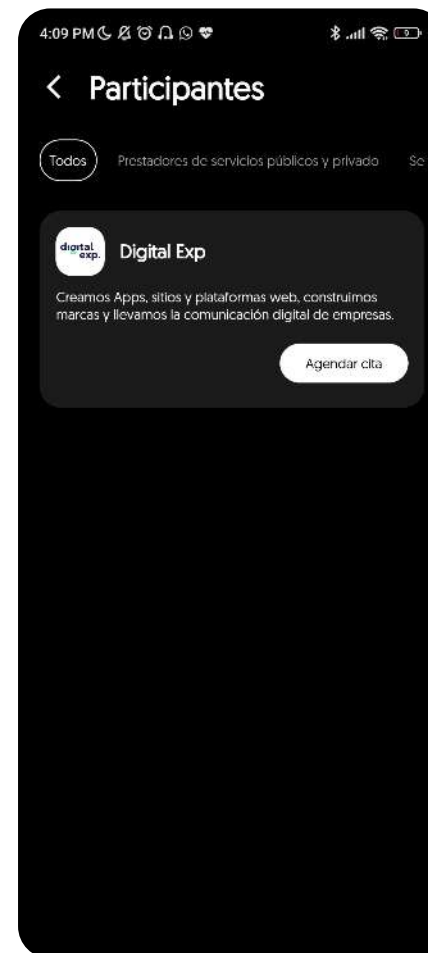 4:09 PM
Participantes
Todos Prestadores de servicios públicos y privado Se
digital
exp.
Digital Exp
Creamos Apps, sitios y plataformas web, construimos
marcas y llevamos la comunicación digital de empresas.
Agendar cita